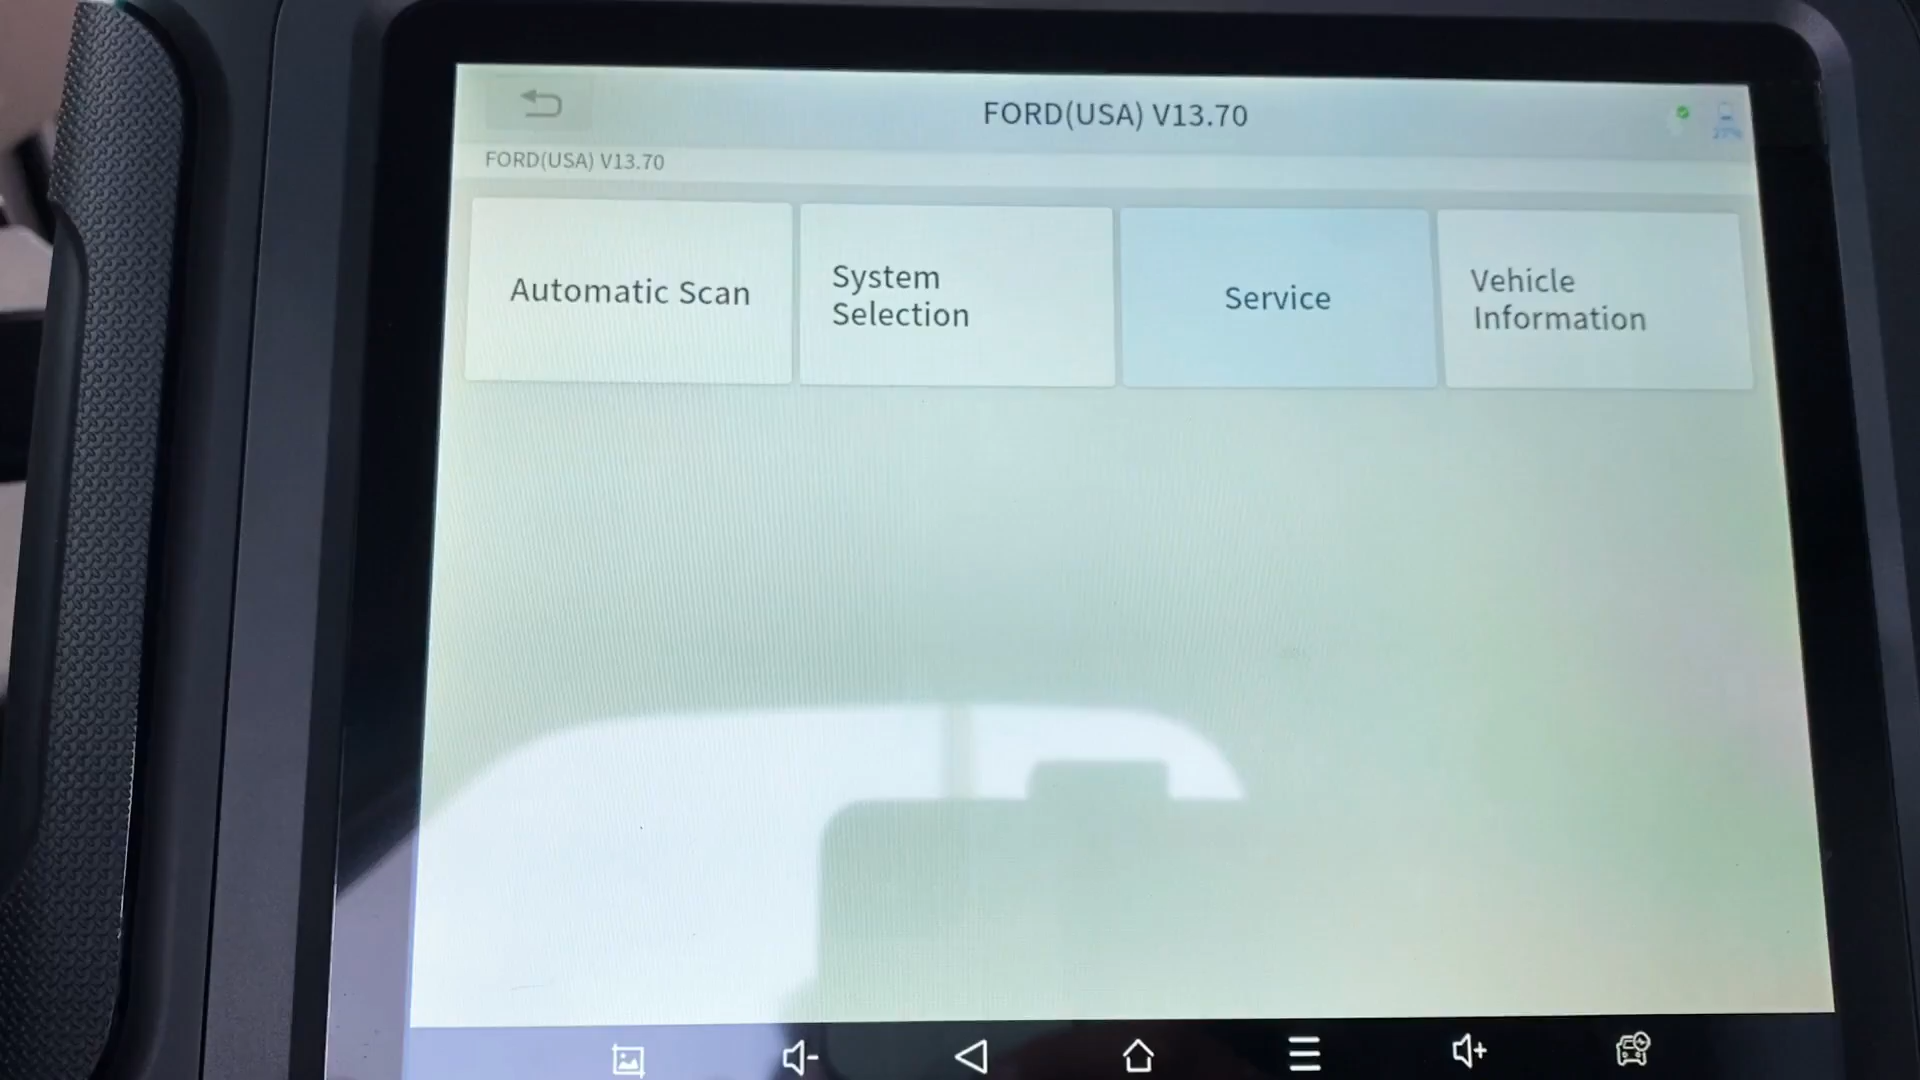 FORD(USA) V13.70
FORD(USA) V13.70
Automatic Scan
System
Selection
Service
Vehicle
Information